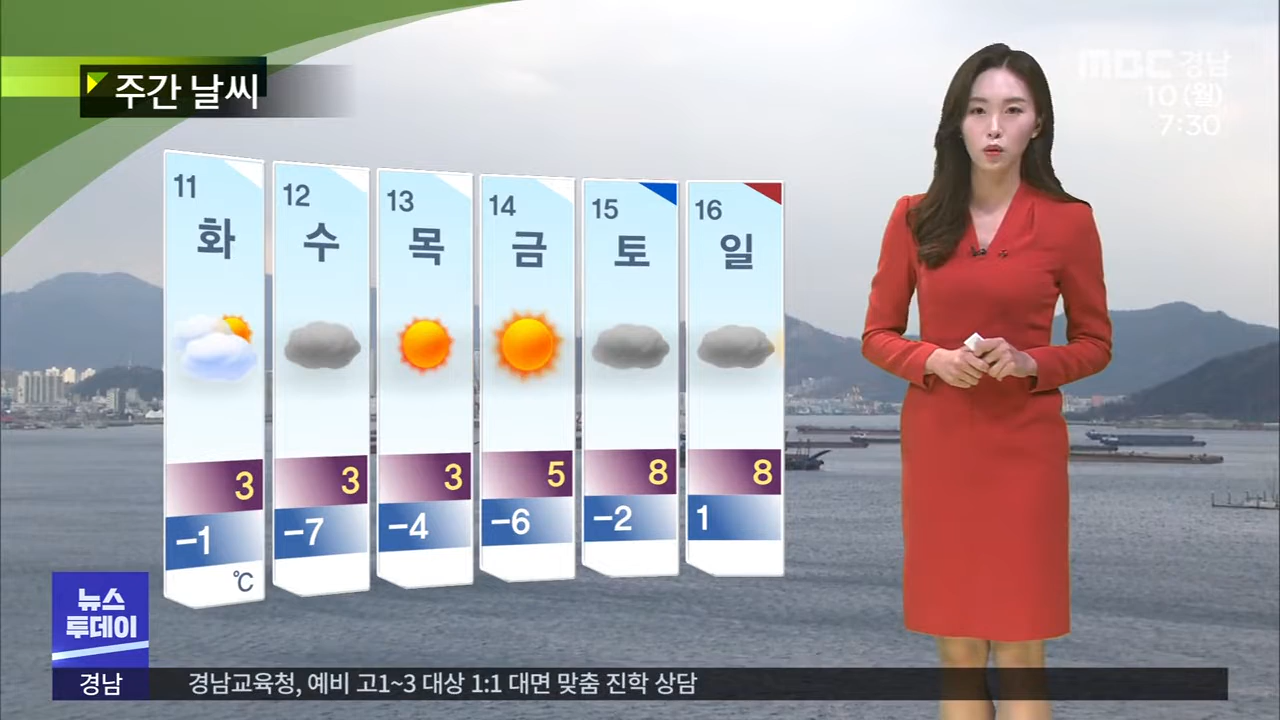 주간 날씨
MBC 경남
10 (월)
7:30
11 12 13 14 15 16
화 수 목 금 토 일
3 3 3 5 8 8
-1 -7 -4 -6 -2 1
℃
뉴스
투데이
경남
경남교육청, 예비 고1~3 대상 1:1 대면 맞춤 진학 상담